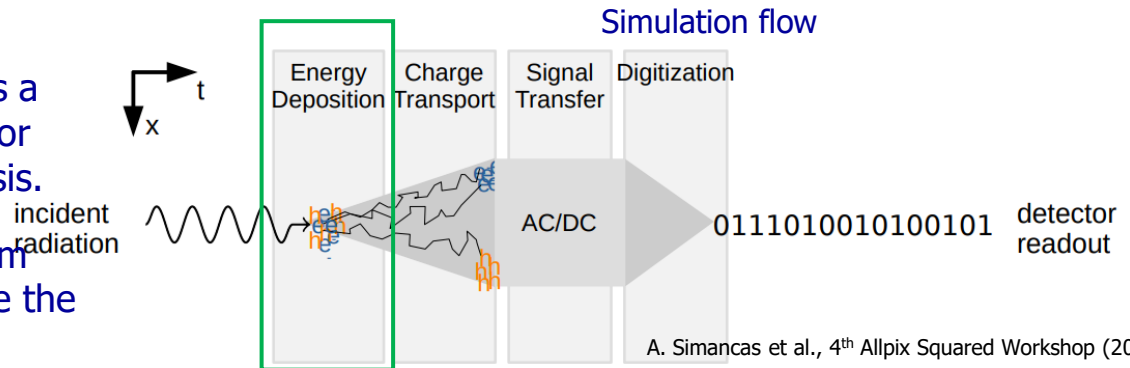 Simulation flow
s a
or
sis.
m
e the
t
x
Energy
Deposition
Charge
Transport
Signal
Transfer
Digitization
incident
radiation
AC/DC
0111010010100101
detector
readout
A. Simancas et al., 4th Allpix Squared Workshop (20